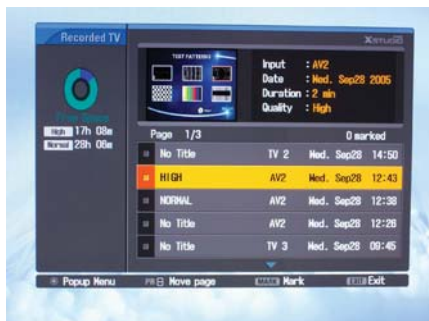 Recorded TV
XSTUDIO
TEST PATTERNS
Input : AV2
Date : Wed. Sep28 2005
Duration : 2 min
Quality : High
Free Space
High 17h 08m
Normal 28h 06m
Page 1/3 0 marked
No Title TV 2 Wed. Sep28 14:50
HIGH AV2 Wed. Sep28 12:43
NORMAL AV2 Wed. Sep28 12:38
No Title AV2 Wed. Sep28 12:28
No Title TV 3 Wed. Sep28 09:45
Popup Menu PR Move page MARK Mark EXIT Exit